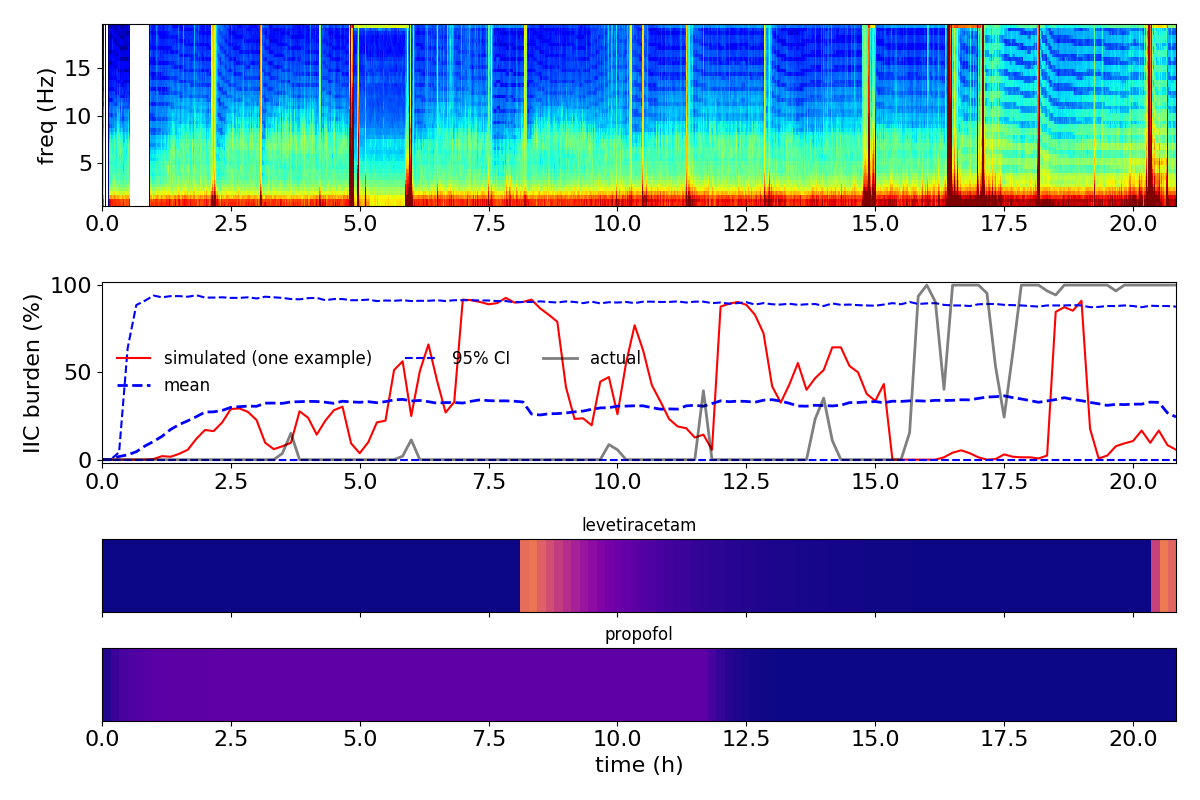 freq (Hz)
15
10
5
0.0 2.5 5.0 7.5 10.0 12.5 15.0 17.5 20.0
IIC burden (%)
100
50
0
simulated (one example) 95% CI actual
mean
0.0 2.5 5.0 7.5 10.0 12.5 15.0 17.5 20.0
levetiracetam
propofol
0.0 2.5 5.0 7.5 10.0 12.5 15.0 17.5 20.0
time (h)